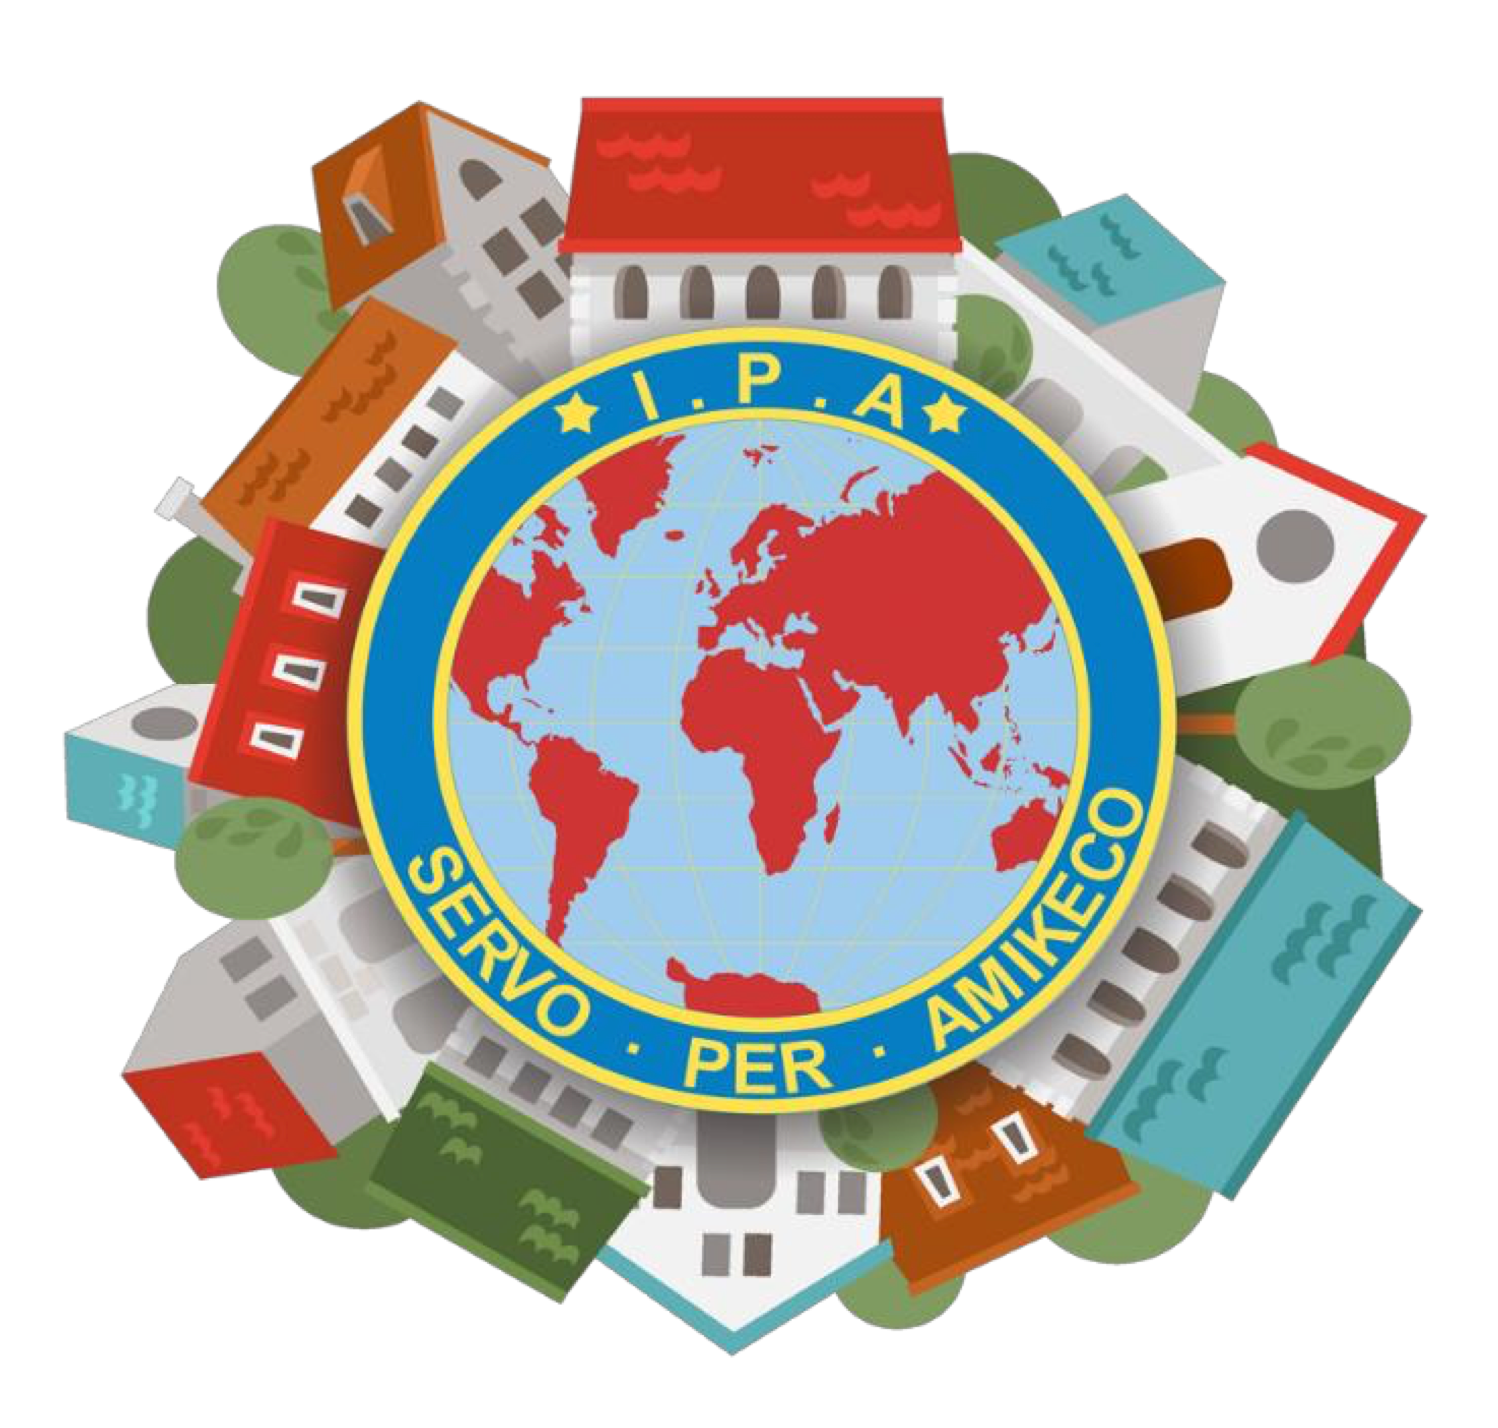 I.P.A
SERVO · PER · AMIKECO